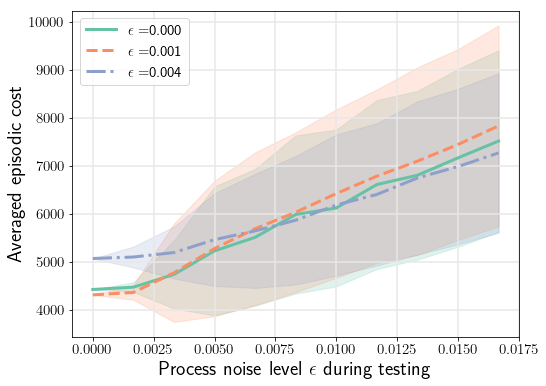 ϵ =0.000
ϵ =0.001
ϵ =0.004
Averaged episodic cost
10000
9000
8000
7000
6000
5000
4000
0.0000 0.0025 0.0050 0.0075 0.0100 0.0125 0.0150 0.0175
Process noise level ϵ during testing